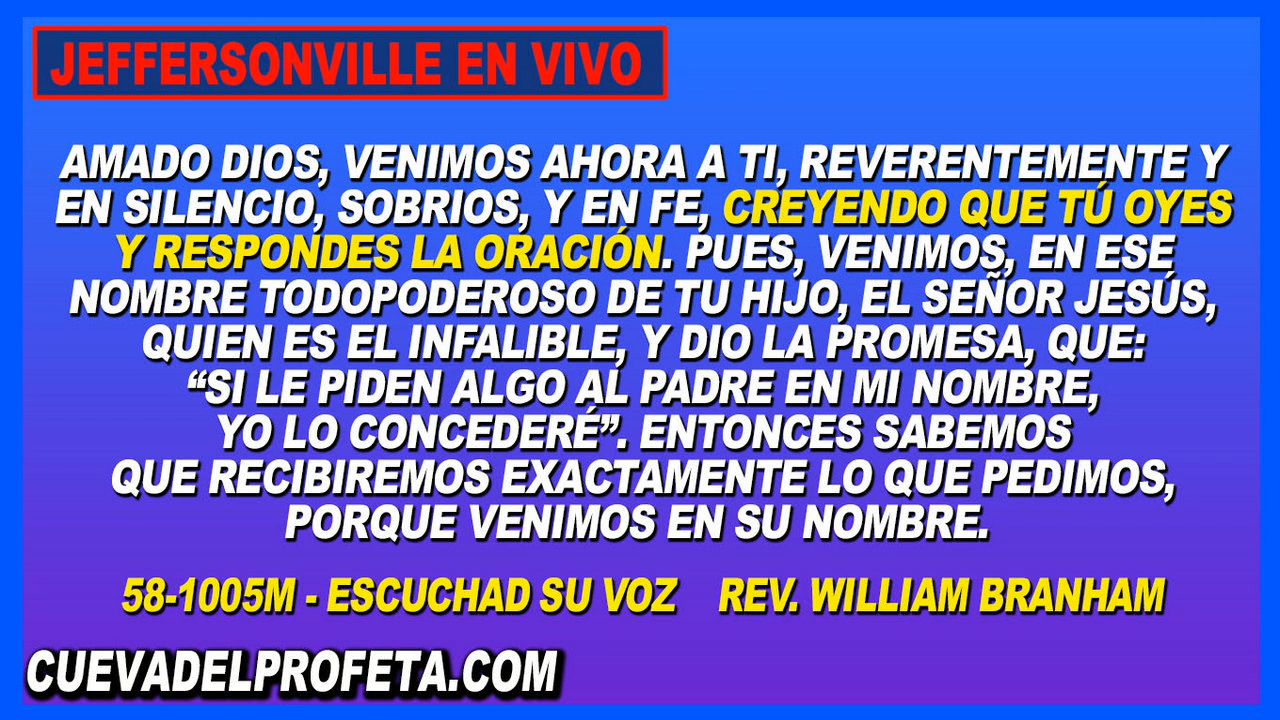 JEFFERSONVILLE EN VIVO
AMADO DIOS, VENIMOS AHORA A TI, REVERENTEMENTE Y
EN SILENCIO, SOBRIOS, Y EN FE, CREYENDO QUE TÚ OYES
Y RESPONDES LA ORACIÓN. PUES, VENIMOS, EN ESE
NOMBRE TODOPODEROSO DE TU HIJO, EL SEÑOR JESÚS,
QUIEN ES EL INFALIBLE, Y DIO LA PROMESA, QUE:
“SI LE PIDEN ALGO AL PADRE EN MI NOMBRE,
YO LO CONCEDERÉ”. ENTONCES SABEMOS
QUE RECIBIREMOS EXACTAMENTE LO QUE PEDIMOS,
PORQUE VENIMOS EN SU NOMBRE.
58-1005M - ESCUCHAD SU VOZ REV. WILLIAM BRANHAM
CUEVADELPROFETA.COM